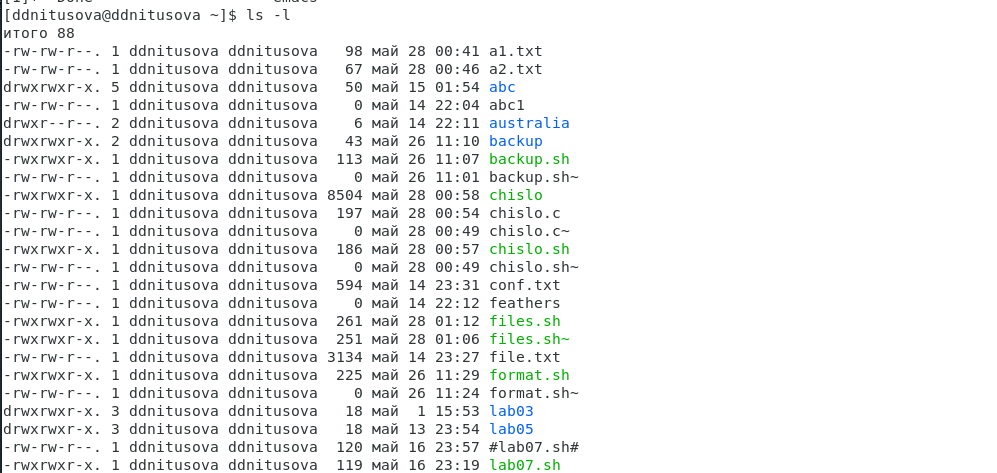 [1]+  Done                    emacs
[ddnitusova@ddnitusova ~]$ ls -l
итого 88
-rw-rw-r--. 1 ddnitusova ddnitusova   98 май 28 00:41 a1.txt
-rw-rw-r--. 1 ddnitusova ddnitusova   67 май 28 00:46 a2.txt
drwxrwxr-x. 5 ddnitusova ddnitusova   50 май 15 01:54 abc
-rw-rw-r--. 1 ddnitusova ddnitusova    0 май 14 22:04 abc1
drwxr--r--. 2 ddnitusova ddnitusova    6 май 14 22:11 australia
drwxrwxr-x. 2 ddnitusova ddnitusova   43 май 26 11:10 backup
-rwxrwxr-x. 1 ddnitusova ddnitusova  113 май 26 11:07 backup.sh
-rw-rw-r--. 1 ddnitusova ddnitusova    0 май 26 11:01 backup.sh~
-rwxrwxr-x. 1 ddnitusova ddnitusova 8504 май 28 00:58 chislo
-rw-rw-r--. 1 ddnitusova ddnitusova  197 май 28 00:54 chislo.c
-rw-rw-r--. 1 ddnitusova ddnitusova    0 май 28 00:49 chislo.c~
-rwxrwxr-x. 1 ddnitusova ddnitusova  186 май 28 00:57 chislo.sh
-rw-rw-r--. 1 ddnitusova ddnitusova    0 май 28 00:49 chislo.sh~
-rw-rw-r--. 1 ddnitusova ddnitusova  594 май 14 23:31 conf.txt
-rw-rw-r--. 1 ddnitusova ddnitusova    0 май 14 22:12 feathers
-rwxrwxr-x. 1 ddnitusova ddnitusova  261 май 28 01:12 files.sh
-rwxrwxr-x. 1 ddnitusova ddnitusova  251 май 28 01:06 files.sh~
-rw-rw-r--. 1 ddnitusova ddnitusova 3134 май 14 23:27 file.txt
-rwxrwxr-x. 1 ddnitusova ddnitusova  225 май 26 11:29 format.sh
-rw-rw-r--. 1 ddnitusova ddnitusova    0 май 26 11:24 format.sh~
drwxrwxr-x. 3 ddnitusova ddnitusova   18 май  1 15:53 lab03
drwxrwxr-x. 3 ddnitusova ddnitusova   18 май 13 23:54 lab05
-rw-rw-r--. 1 ddnitusova ddnitusova  120 май 16 23:57 #lab07.sh#
-rwxrwxr-x. 1 ddnitusova ddnitusova  119 май 16 23:19 lab07.sh